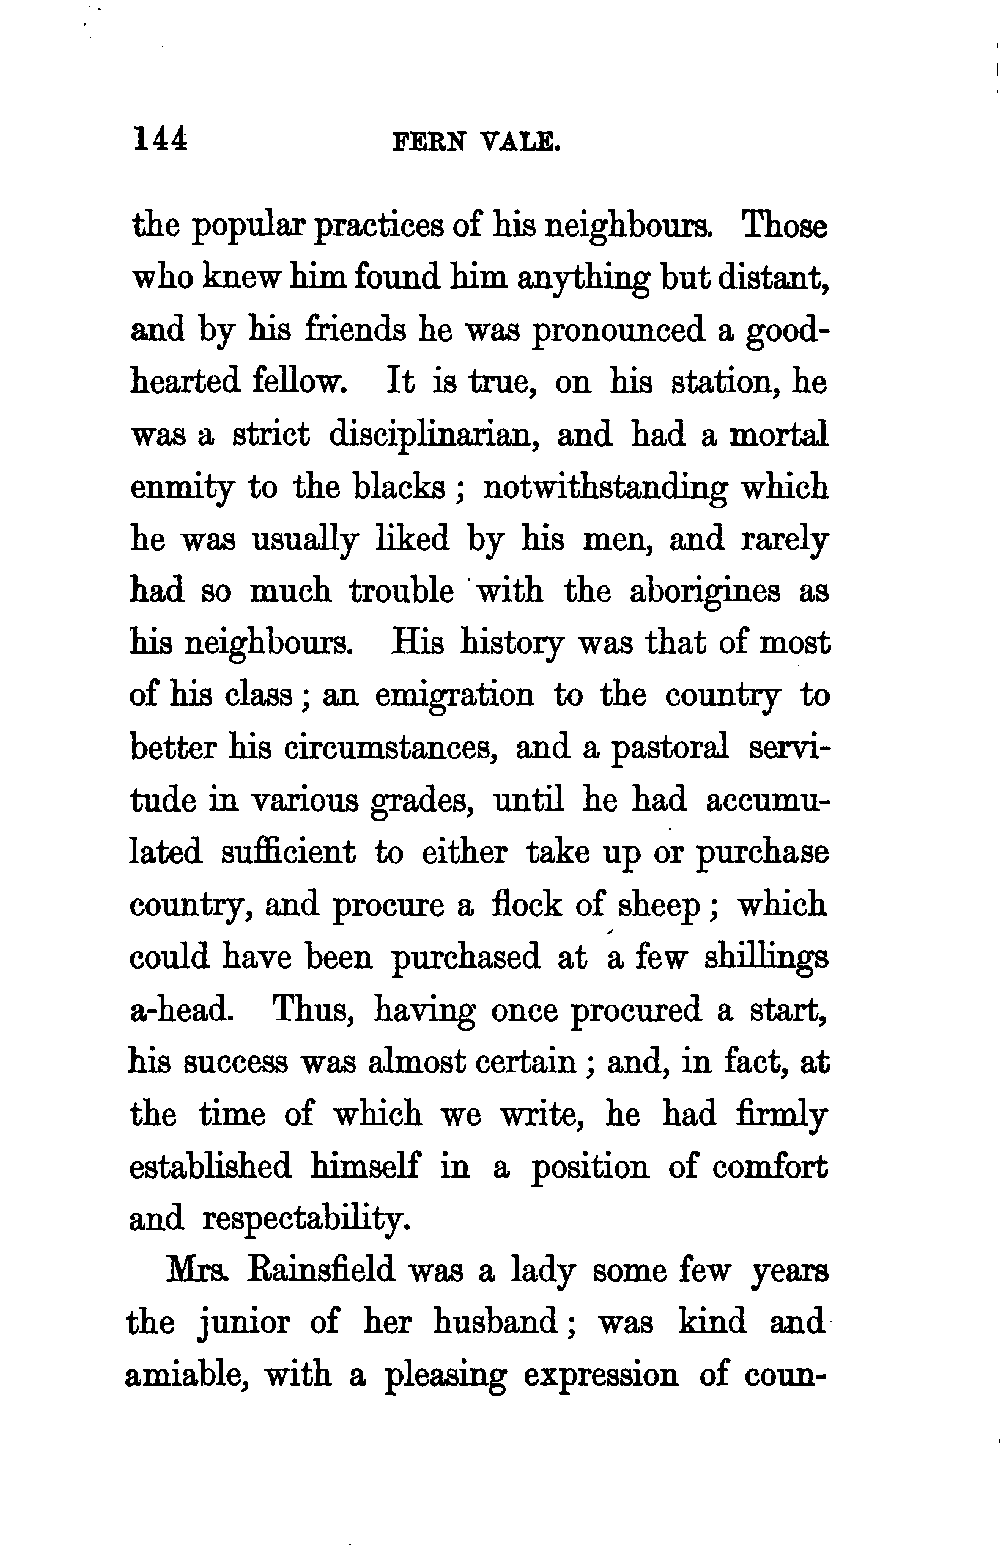 144 FERN VALE.
the popular practices of his neighbours. Those
who knew him found him anything but distant,
and by his friends he was pronounced a good-
hearted fellow. It is true, on his station, he
was a strict disciplinarian, and had a mortal
enmity to the blacks ; notwithstanding which
he was usually liked by his men, and rarely
had so much trouble with the aborigines as
his neighbours. His history was that of most
of his class ; an emigration to the country to
better his circumstances, and a pastoral servi-
tude in various grades, until he had accumu-
lated sufficient to either take up or purchase
country, and procure a flock of sheep ; which
could have been purchased at a few shillings
a-head. Thus, having once procured a start,
his success was almost certain ; and, in fact, at
the time of which we write, he had firmly
established himself in a position of comfort
and respectability.
Mrs. Rainsfield was a lady some few years
the junior of her husband ; was kind and
amiable, with a pleasing expression of coun-